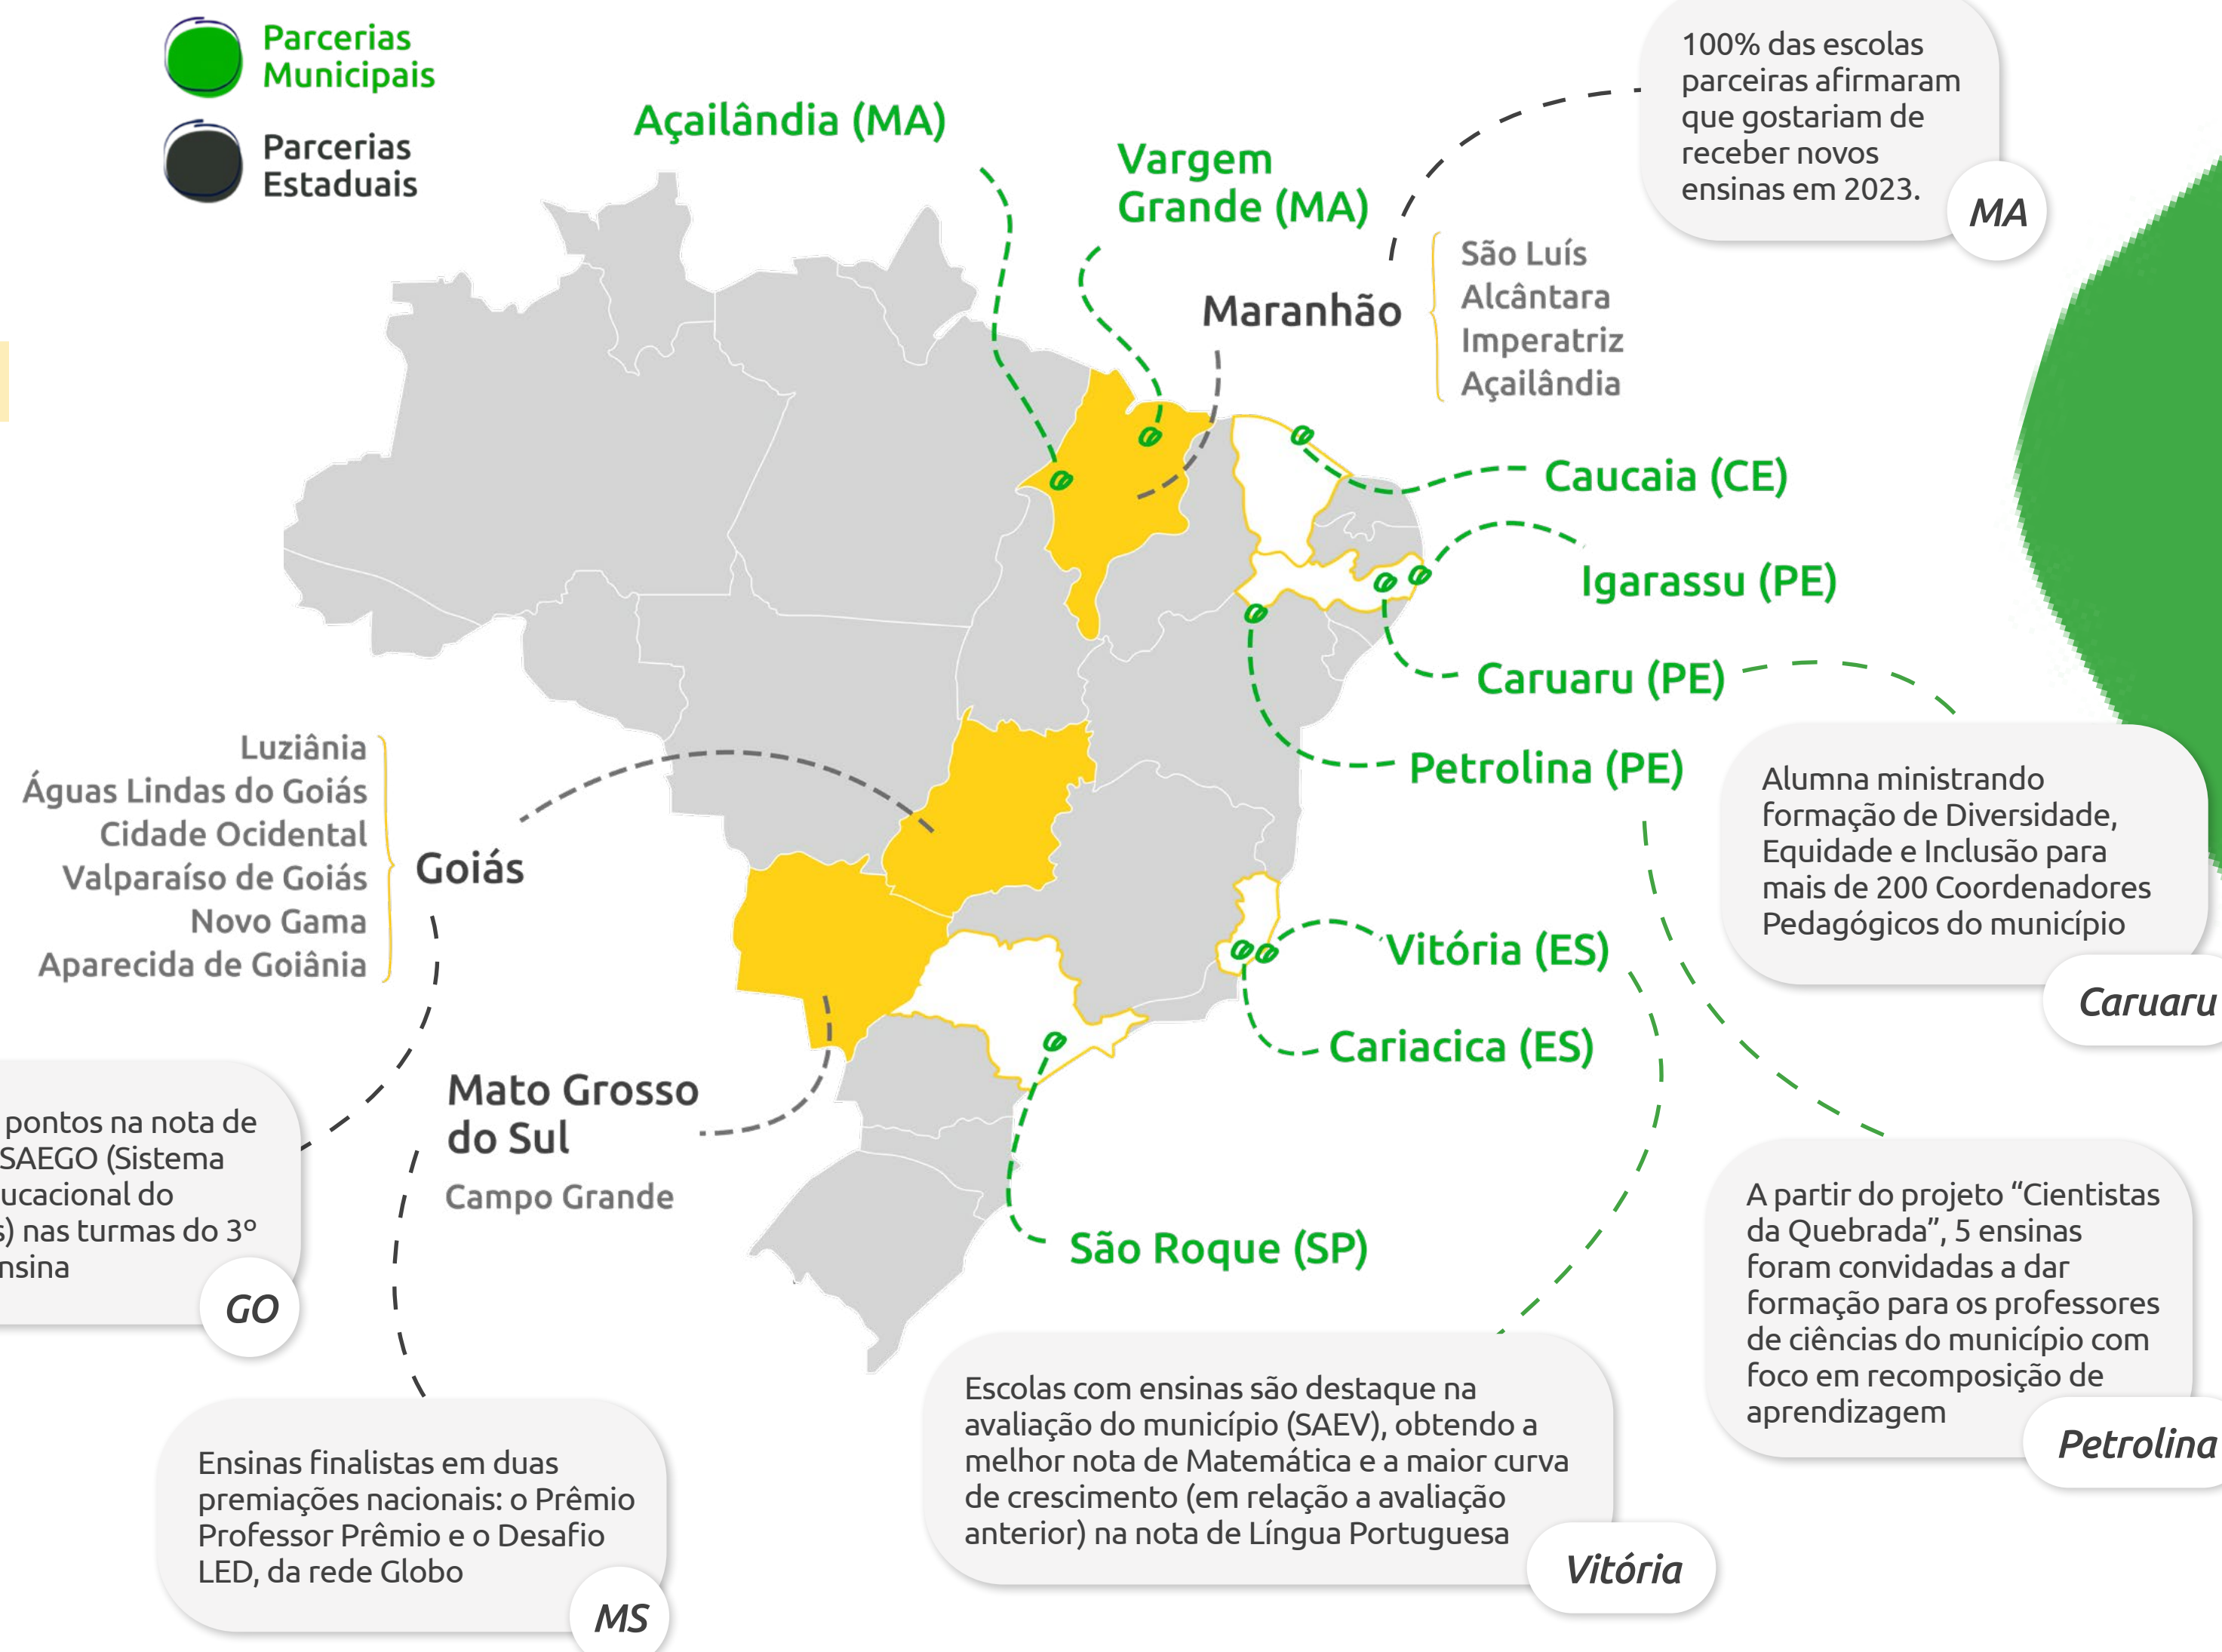 Parcerias
Municipais
Parcerias
Estaduais
Açailândia (MA)
Vargem
Grande (MA)
100% das escolas
parceiras afirmaram
que gostariam de
receber novos
ensinas em 2023.
MA
Maranhão
São Luís
Alcântara
Imperatriz
Açailândia
Caucaia (CE)
Igarassu (PE)
Caruaru (PE)
Petrolina (PE)
Alumna ministrando
formação de Diversidade,
Equidade e Inclusão para
mais de 200 Coordenadores
Pedagógicos do município
Caruaru
Luziânia
Águas Lindas do Goiás
Cidade Ocidental
Valparaíso de Goiás
Novo Gama
Aparecida de Goiânia
Goiás
Vitória (ES)
Cariacica (ES)
Mato Grosso
do Sul
Campo Grande
São Roque (SP)
pontos na nota de
SAEGO (Sistema
ucacional do
s) nas turmas do 3º
nsina
GO
A partir do projeto “Cientistas
da Quebrada”, 5 ensinas
foram convidadas a dar
formação para os professores
de ciências do município com
foco em recomposição de
aprendizagem
Petrolina
Ensinas finalistas em duas
premiações nacionais: o Prêmio
Professor Prêmio e o Desafio
LED, da rede Globo
MS
Escolas com ensinas são destaque na
avaliação do município (SAEV), obtendo a
melhor nota de Matemática e a maior curva
de crescimento (em relação a avaliação
anterior) na nota de Língua Portuguesa
Vitória